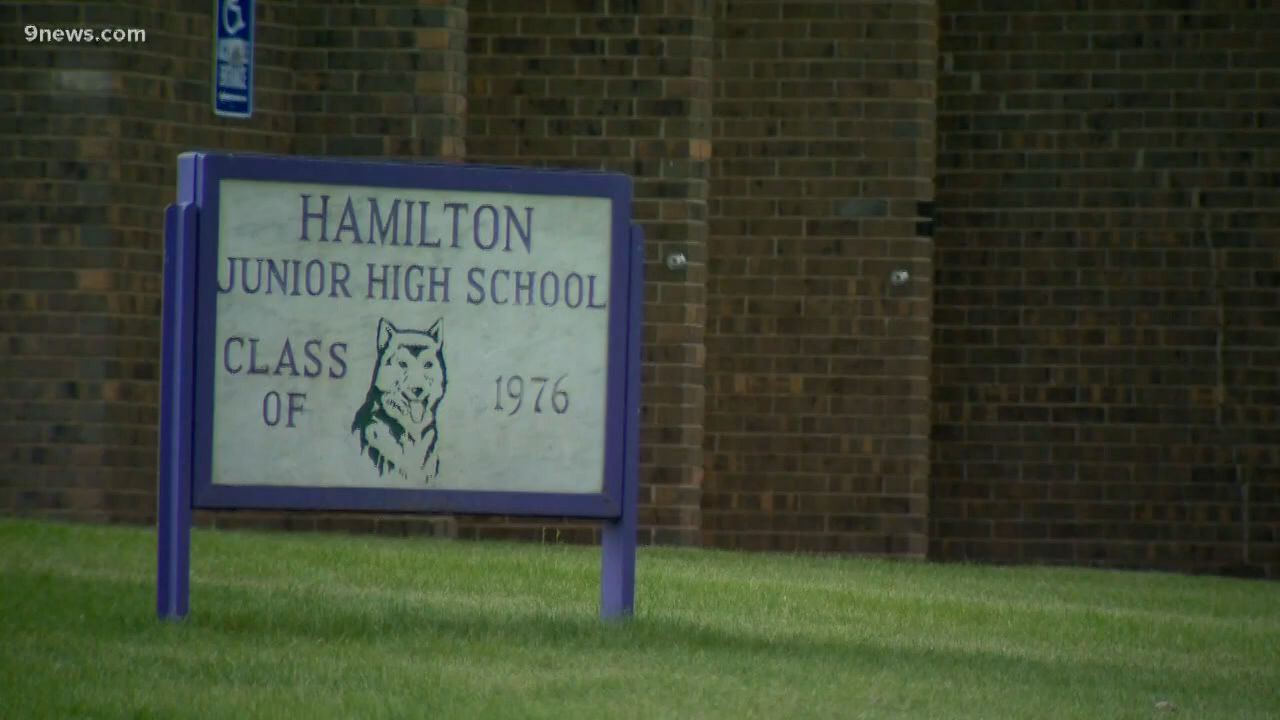 9news.com
HAMILTON
JUNIOR HIGH SCHOOL
CLASS
OF
1976